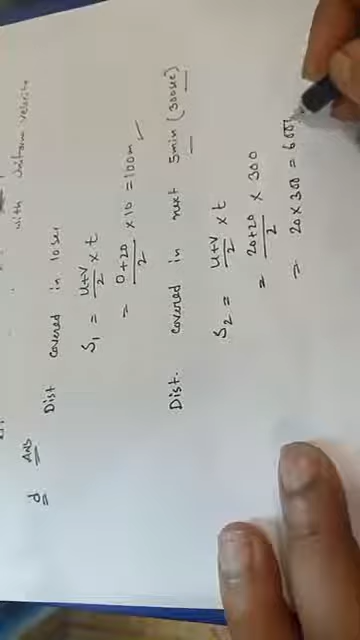 with uniform velocity
d Ans
Dist covered in 10 sec
S1 = u+v/2 × t
= 0+20/2 × 10 = 100m ✓
Dist. covered in next 5min (300sec)
S2 = u+v/2 × t
= 20+20/2 × 300
= 20×300 = 600